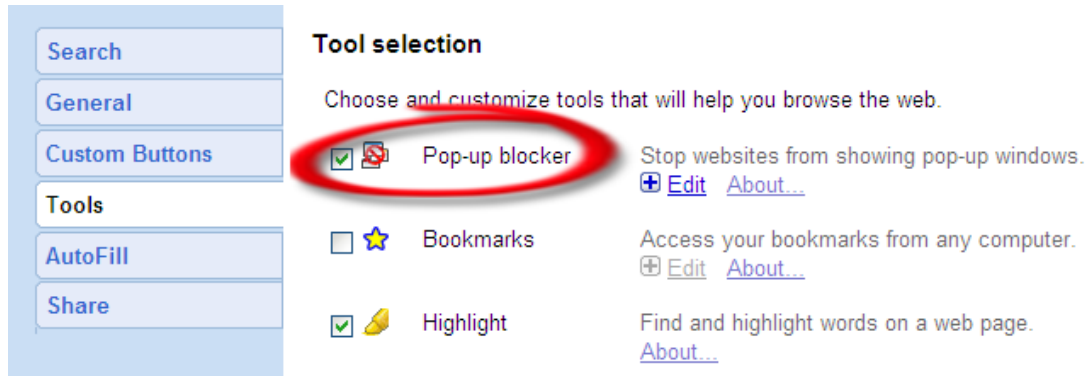 Search
General
Custom Buttons
Tools
AutoFill
Share
Tool selection
Choose and customize tools that will help you browse the web.
Pop-up blocker
Stop websites from showing pop-up windows.
Edit About...
Bookmarks
Access your bookmarks from any computer.
Edit About...
Highlight
Find and highlight words on a web page.
About...